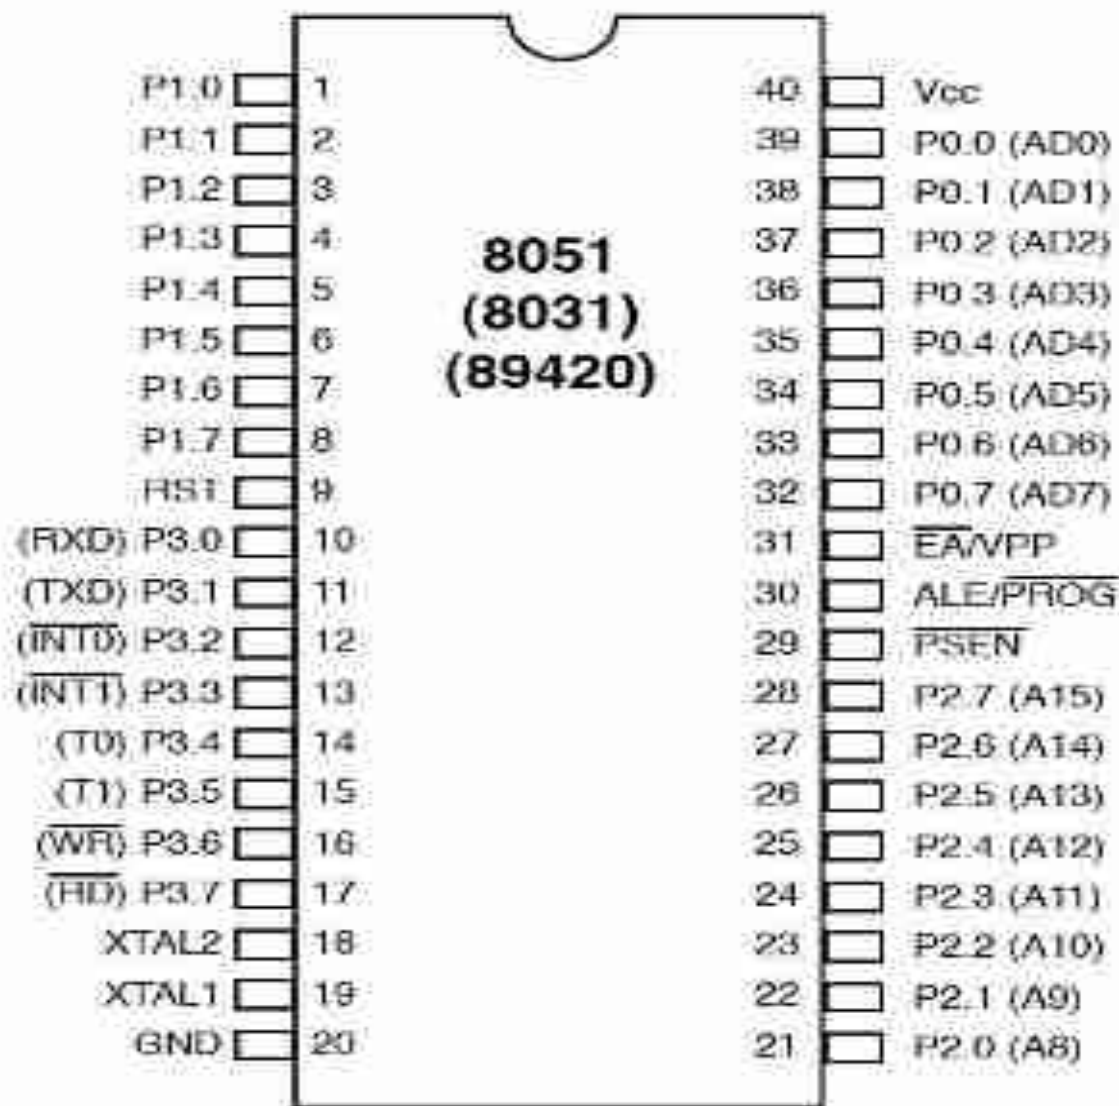 P1.0 1
P1.1 2
P1.2 3
P1.3 4
P1.4 5
P1.5 6
P1.6 7
P1.7 8
RST 9
(RXD) P3.0 10
(TXD) P3.1 11
(INT0) P3.2 12
(INT1) P3.3 13
(T0) P3.4 14
(T1) P3.5 15
(WR) P3.6 16
(RD) P3.7 17
XTAL2 18
XTAL1 19
GND 20
8051
(8031)
(89420)
40 Vcc
39 P0.0 (AD0)
38 P0.1 (AD1)
37 P0.2 (AD2)
36 P0.3 (AD3)
35 P0.4 (AD4)
34 P0.5 (AD5)
33 P0.6 (AD6)
32 P0.7 (AD7)
31 EA/VPP
30 ALE/PROG
29 PSEN
28 P2.7 (A15)
27 P2.6 (A14)
26 P2.5 (A13)
25 P2.4 (A12)
24 P2.3 (A11)
23 P2.2 (A10)
22 P2.1 (A9)
21 P2.0 (A8)